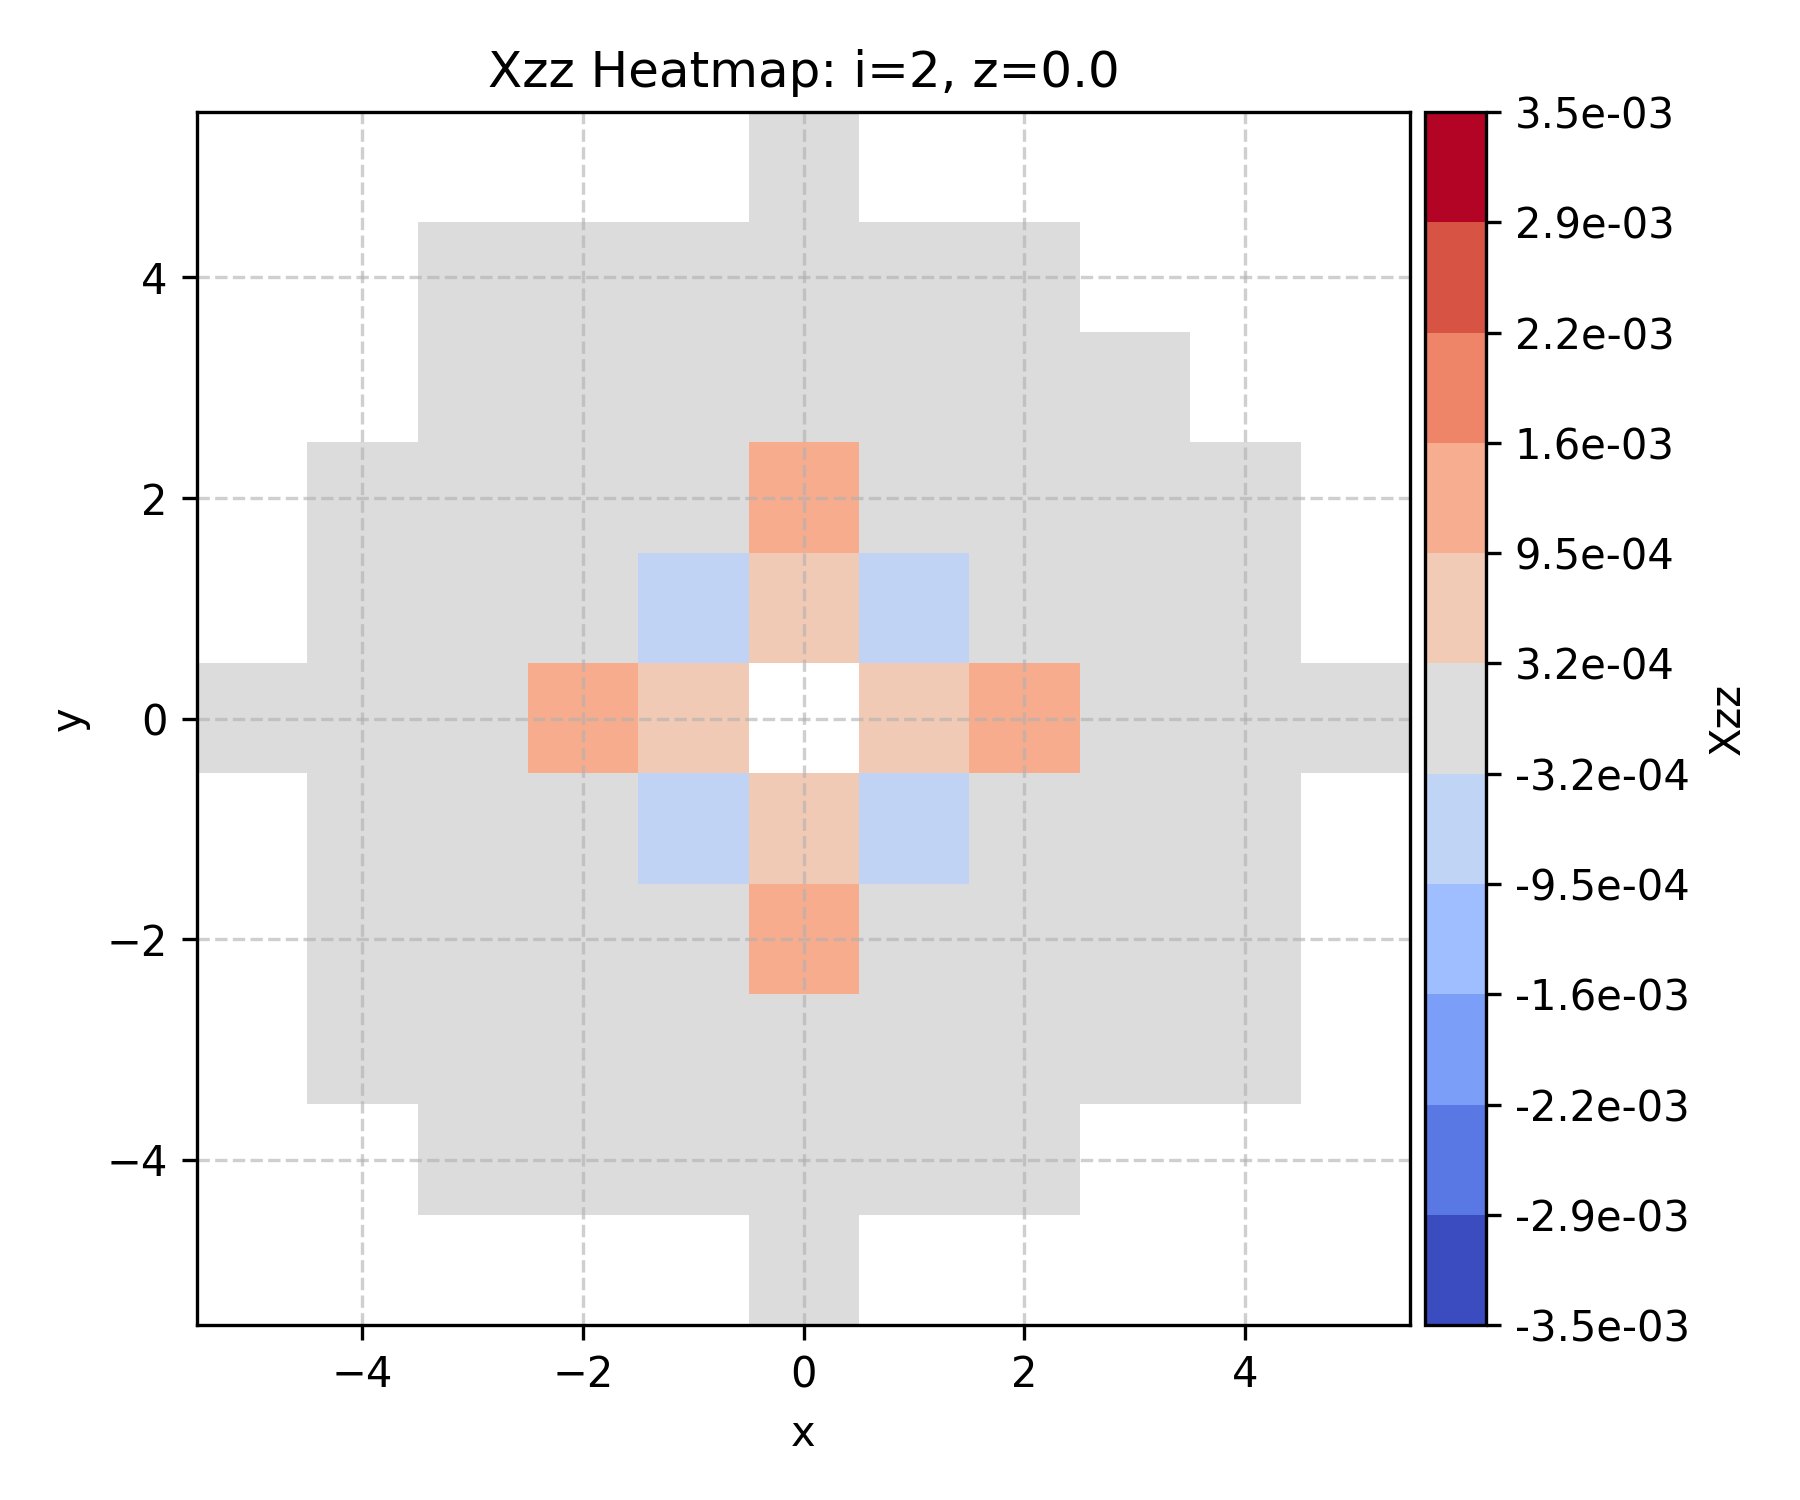 Xzz Heatmap: i=2, z=0.0
4
2
0
−2
−4
y
−4 −2 0 2 4
x
3.5e-03
2.9e-03
2.2e-03
1.6e-03
9.5e-04
3.2e-04
-3.2e-04
-9.5e-04
-1.6e-03
-2.2e-03
-2.9e-03
-3.5e-03
Xzz